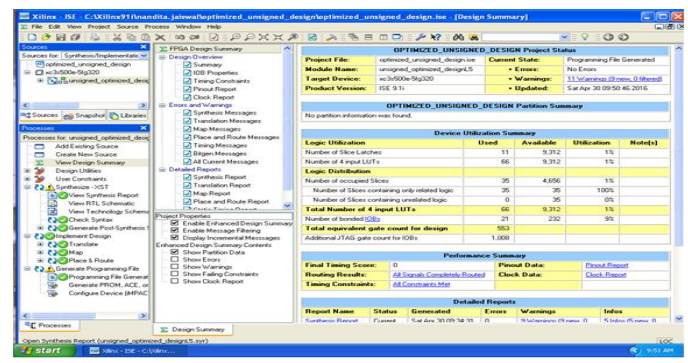 Xilinx - ISE - C:\Xilinx91i\nandita.jaiswal\optimized_unsigned_design\optimized_unsigned_design.ise - [Design Summary]
File Edit View Project Source Process Window Help
Sources
Sources for: Synthesis/Implementatic
optimized_unsigned_design
xc3s500e-5fg320
unsigned_optimized_desig
Sources Snapshot Libraries
Processes
Processes for: unsigned_optimized_desig
Add Existing Source
Create New Source
View Design Summary
Design Utilities
User Constraints
Synthesize - XST
View Synthesis Report
View RTL Schematic
View Technology Schema
Check Syntax
Generate Post-Synthesis S
Implement Design
Translate
Map
Place & Route
Generate Programming File
Programming File Generat
Generate PROM, ACE, or
Configure Device (iMPAC
Processes
FPGA Design Summary
Design Overview
Summary
IOB Properties
Timing Constraints
Pinout Report
Clock Report
Errors and Warnings
Synthesis Messages
Translation Messages
Map Messages
Place and Route Messages
Timing Messages
Bitgen Messages
All Current Messages
Detailed Reports
Synthesis Report
Translation Report
Map Report
Place and Route Report
Project Properties
Enable Enhanced Design Summary
Enable Message Filtering
Display Incremental Messages
Enhanced Design Summary Contents
Show Partition Data
Show Errors
Show Warnings
Show Failing Constraints
Show Clock Report
Design Summary
OPTIMIZED_UNSIGNED_DESIGN Project Status
Project File: optimized_unsigned_design.ise Current State: Programming File Generated
Module Name: unsigned_optimized_designLS • Errors: No Errors
Target Device: xc3s500e-5fg320 • Warnings: 11 Warnings (9 new, 0 filtered)
Product Version: ISE 9.1i • Updated: Sat Apr 30 09:50:46 2016
OPTIMIZED_UNSIGNED_DESIGN Partition Summary
No partition information was found.
Device Utilization Summary
Logic Utilization Used Available Utilization Note(s)
Number of Slice Latches 11 9,312 1%
Number of 4 input LUTs 66 9,312 1%
Logic Distribution
Number of occupied Slices 35 4,656 1%
Number of Slices containing only related logic 35 35 100%
Number of Slices containing unrelated logic 0 35 0%
Total Number of 4 input LUTs 66 9,312 1%
Number of bonded IOBs 21 232 9%
Total equivalent gate count for design 553
Additional JTAG gate count for IOBs 1,008
Performance Summary
Final Timing Score: 0 Pinout Data: Pinout Report
Routing Results: All Signals Completely Routed Clock Data: Clock Report
Timing Constraints: All Constraints Met
Detailed Reports
Report Name Status Generated Errors Warnings Infos
Synthesis Report Current Sat Apr 30 09:34:31 0 9 Warnings (9 new, 0 5 Infos (5 new, 0
Open Synthesis Report (unsigned_optimized_designLS.syr)
LOC
start Xilinx - ISE - C:\Xilinx... 9:51 AM